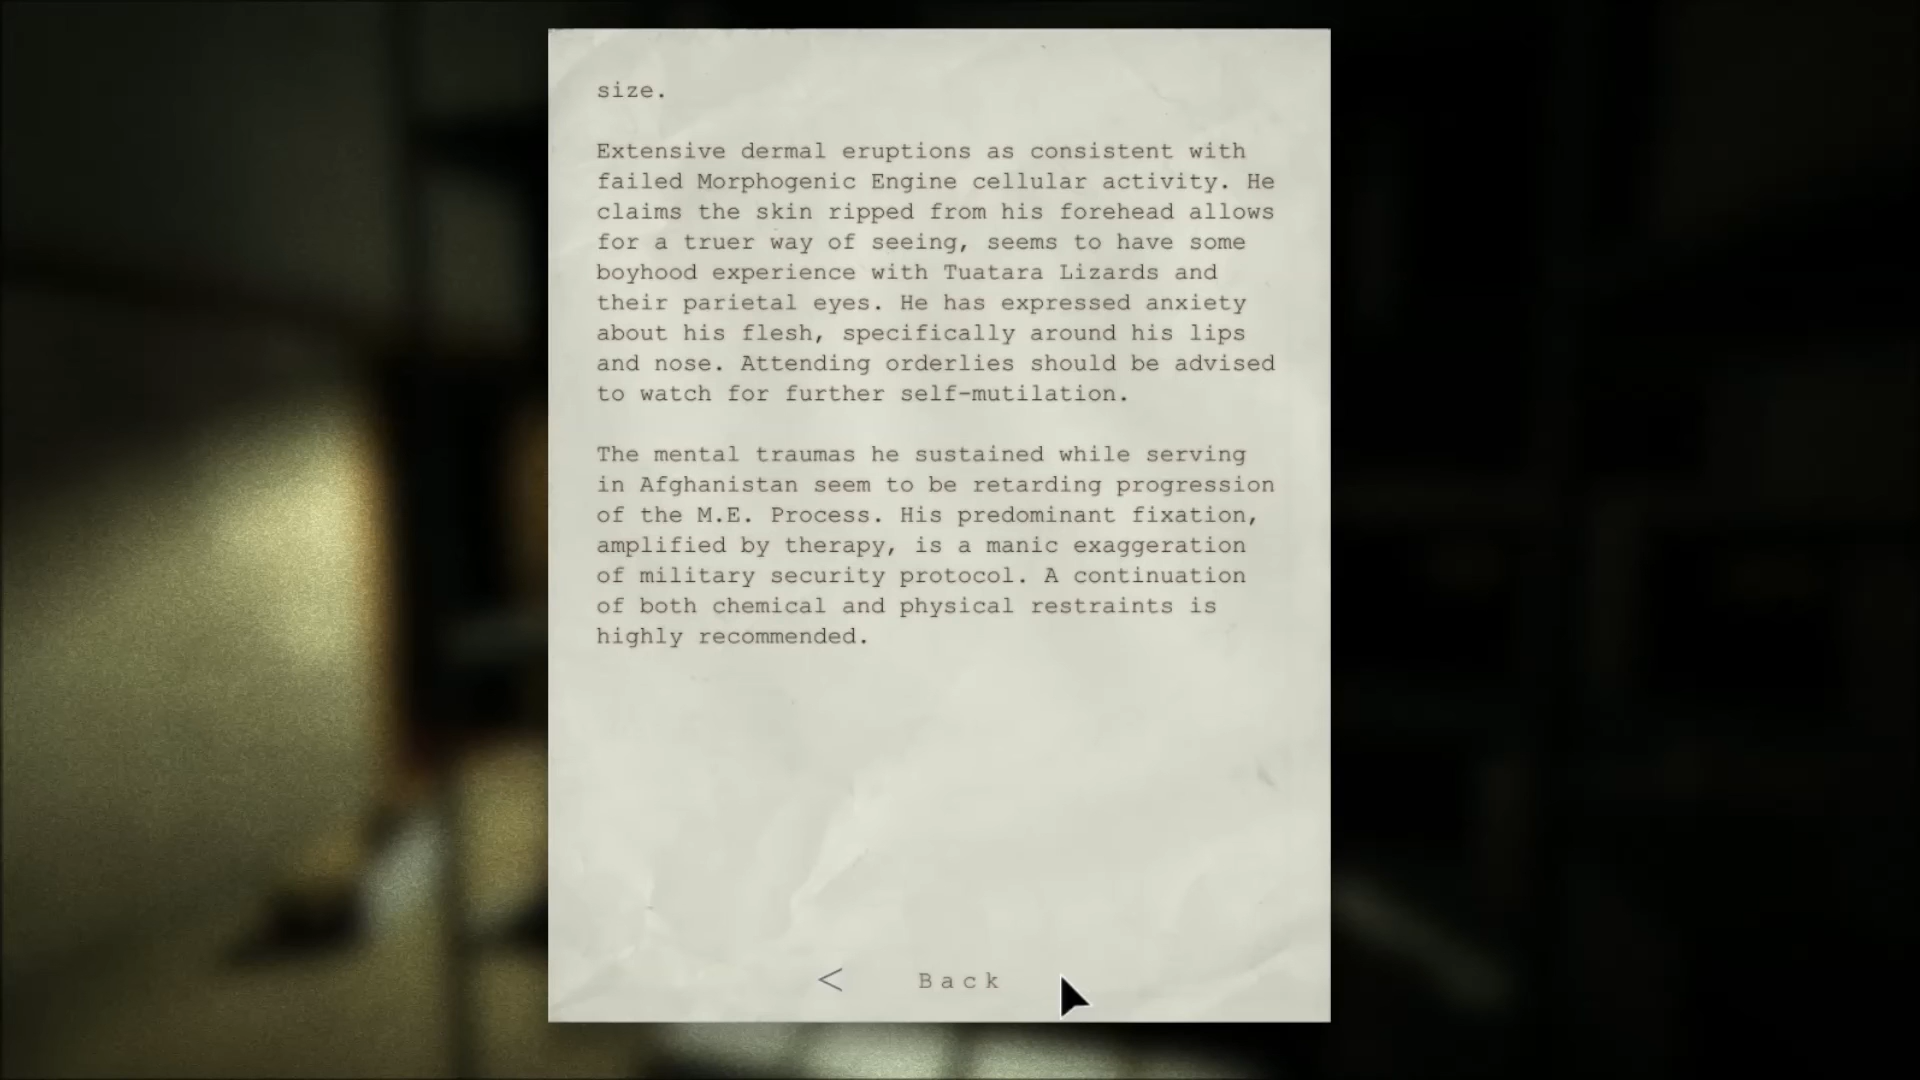 size.
Extensive dermal eruptions as consistent with
failed Morphogenic Engine cellular activity. He
claims the skin ripped from his forehead allows
for a truer way of seeing, seems to have some
boyhood experience with Tuatara Lizards and
their parietal eyes. He has expressed anxiety
about his flesh, specifically around his lips
and nose. Attending orderlies should be advised
to watch for further self-mutilation.
The mental traumas he sustained while serving
in Afghanistan seem to be retarding progression
of the M.E. Process. His predominant fixation,
amplified by therapy, is a manic exaggeration
of military security protocol. A continuation
of both chemical and physical restraints is
highly recommended.
< Back